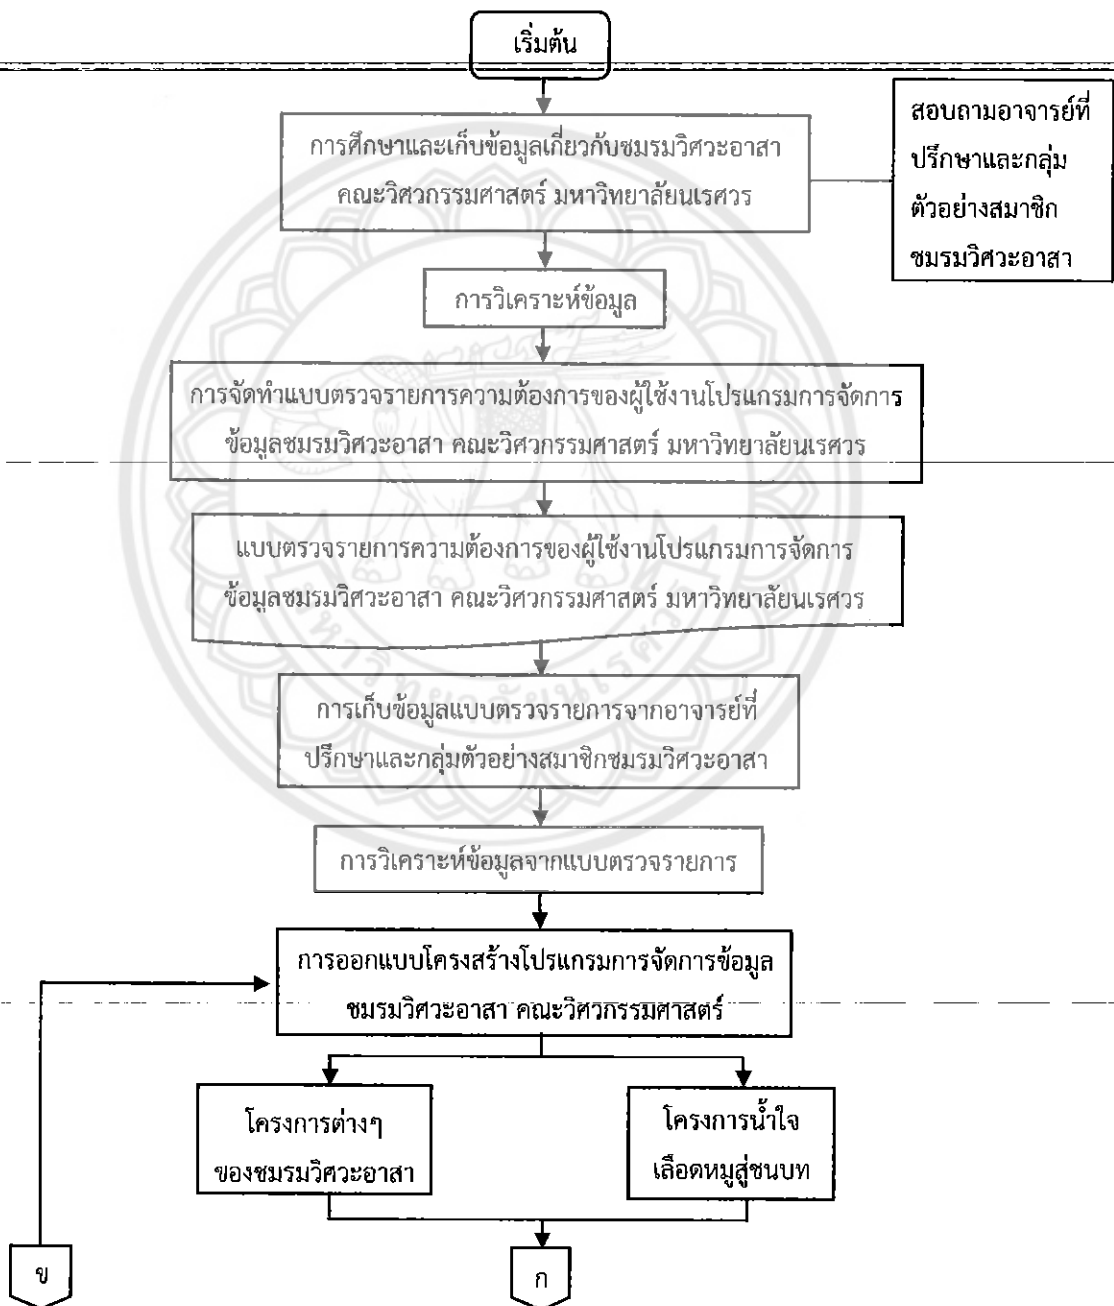 เริ่มต้น
การศึกษาและเก็บข้อมูลเกี่ยวกับชมรมวิศวะอาสา
คณะวิศวกรรมศาสตร์ มหาวิทยาลัยนเรศวร
สอบถามอาจารย์ที่
ปรึกษาและกลุ่ม
ตัวอย่างสมาชิก
ชมรมวิศวะอาสา
การวิเคราะห์ข้อมูล
การจัดทำแบบตรวจรายการความต้องการของผู้ใช้งานโปรแกรมการจัดการ
ข้อมูลชมรมวิศวะอาสา คณะวิศวกรรมศาสตร์ มหาวิทยาลัยนเรศวร
แบบตรวจรายการความต้องการของผู้ใช้งานโปรแกรมการจัดการ
ข้อมูลชมรมวิศวะอาสา คณะวิศวกรรมศาสตร์ มหาวิทยาลัยนเรศวร
มหาวิทยาลัยนเรศวร
การเก็บข้อมูลแบบตรวจรายการจากอาจารย์ที่
ปรึกษาและกลุ่มตัวอย่างสมาชิกชมรมวิศวะอาสา
การวิเคราะห์ข้อมูลจากแบบตรวจรายการ
การออกแบบโครงสร้างโปรแกรมการจัดการข้อมูล
ชมรมวิศวะอาสา คณะวิศวกรรมศาสตร์
โครงการต่างๆ
ของชมรมวิศวะอาสา
โครงการน้ำใจ
เลือดหมูสู่ชนบท
ข
ก